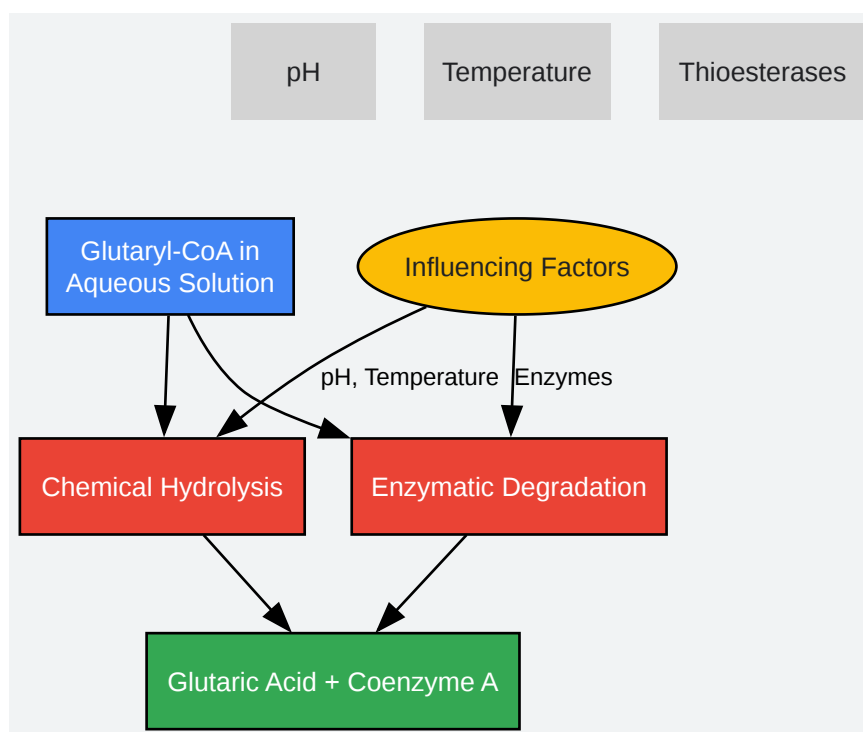 pH
Temperature
Thioesterases
Glutaryl-CoA in
Aqueous Solution
Influencing Factors
pH, Temperature
Enzymes
Chemical Hydrolysis
Enzymatic Degradation
Glutaric Acid + Coenzyme A